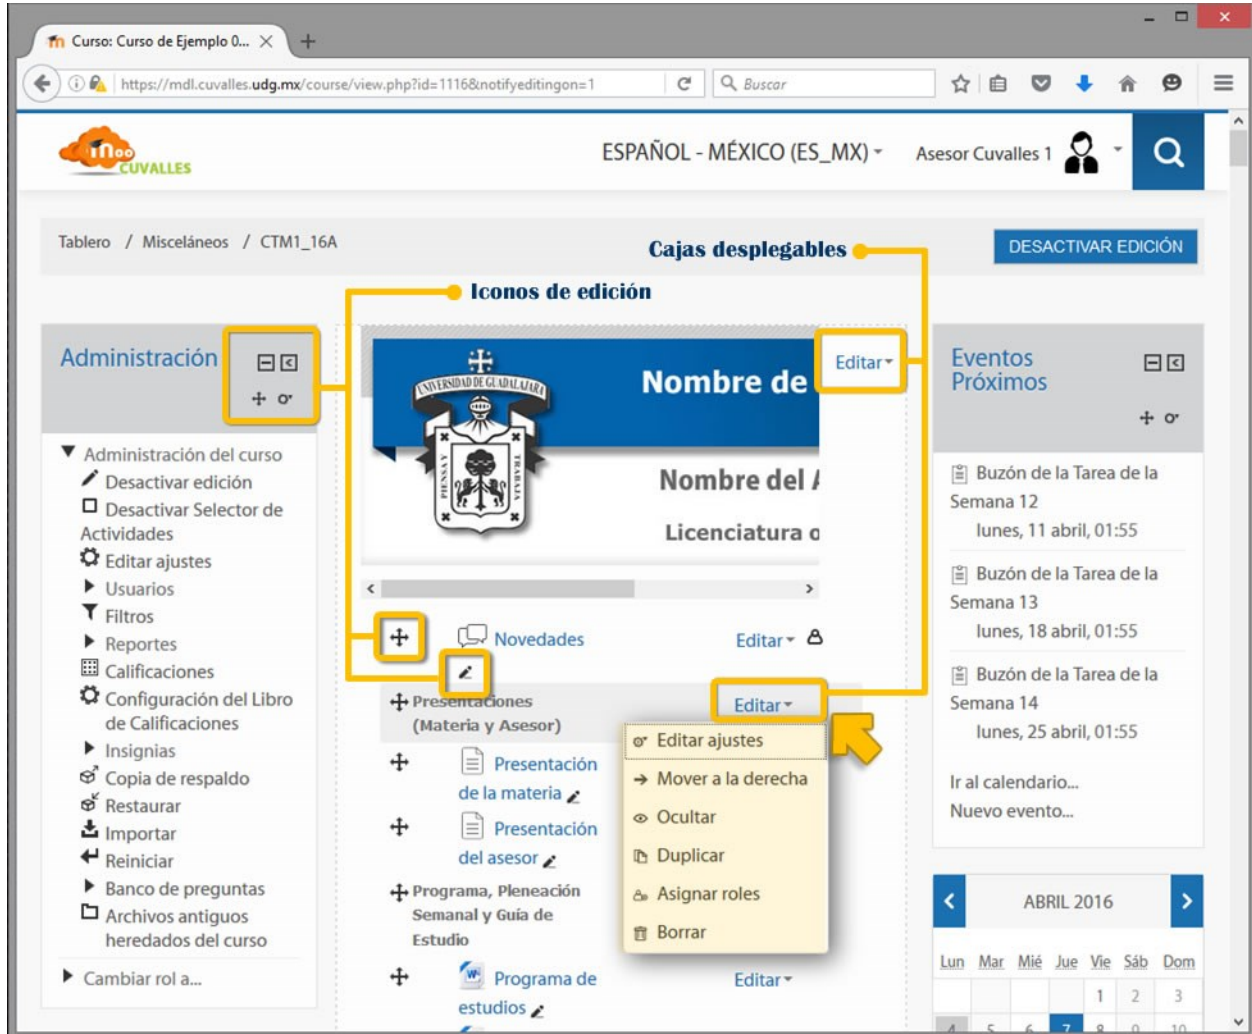 Curso: Curso de Ejemplo 0...
https://mdl.cuvalles.udg.mx/course/view.php?id=1116&notifyeditingon=1
Buscar
moo
CUVALLES
ESPAÑOL - MÉXICO (ES_MX)
Asesor Cuvalles 1
Tablero / Misceláneos / CTM1_16A
Cajas desplegables
DESACTIVAR EDICIÓN
Iconos de edición
Administración
Administración del curso
Desactivar edición
Desactivar Selector de
Actividades
Editar ajustes
Usuarios
Filtros
Reportes
Calificaciones
Configuración del Libro
de Calificaciones
Insignias
Copia de respaldo
Restaurar
Importar
Reiniciar
Banco de preguntas
Archivos antiguos
heredados del curso
Cambiar rol a...
Editar
UNIVERSIDAD DE GUADALAJARA
PIENSA Y
TRABAJA
Nombre de
Nombre del
Licenciatura o
Novedades
Editar
Presentaciones
(Materia y Asesor)
Editar
Editar ajustes
Mover a la derecha
Ocultar
Duplicar
Asignar roles
Borrar
Presentación
de la materia
Presentación
del asesor
Programa, Pleneación
Semanal y Guía de
Estudio
Programa de
estudios
Editar
Eventos
Próximos
Buzón de la Tarea de la
Semana 12
lunes, 11 abril, 01:55
Buzón de la Tarea de la
Semana 13
lunes, 18 abril, 01:55
Buzón de la Tarea de la
Semana 14
lunes, 25 abril, 01:55
Ir al calendario...
Nuevo evento...
ABRIL 2016
Lun Mar Mié Jue Vie Sáb Dom
1 2 3
4 5 6 7 8 9 10